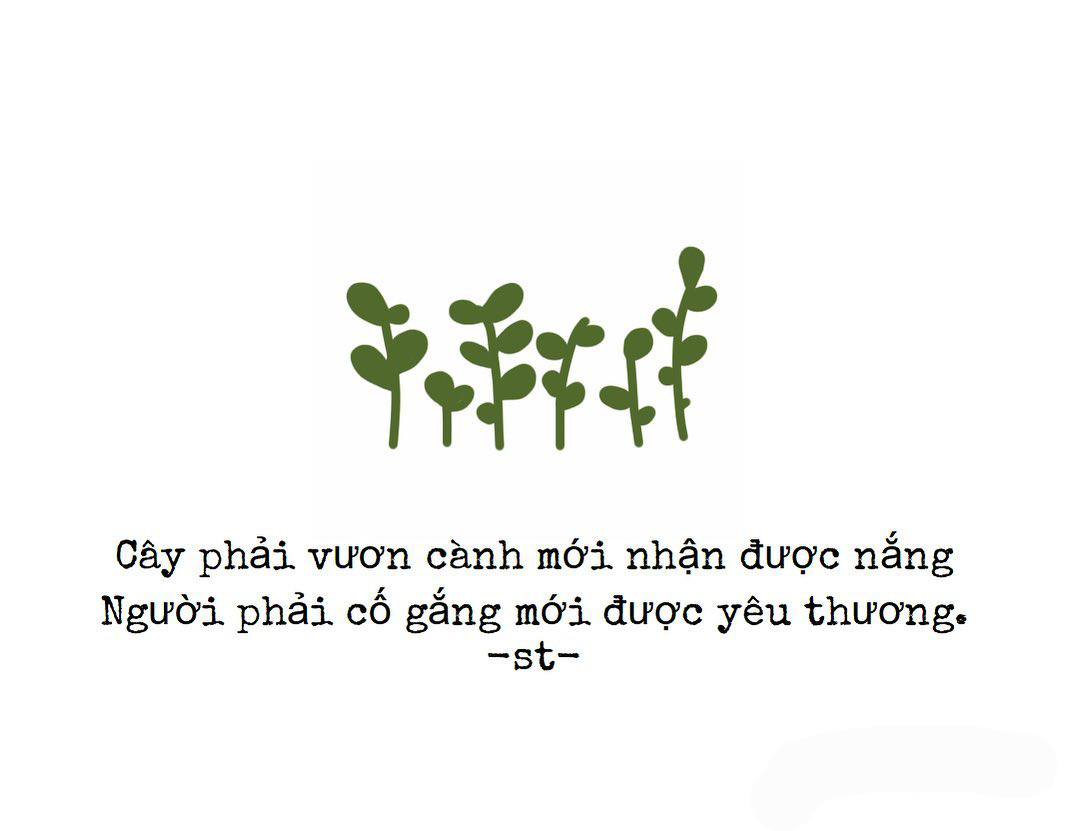 Cây phải vươn cành mới nhận được nắng
Người phải cố gắng mới được yêu thương.
-st-